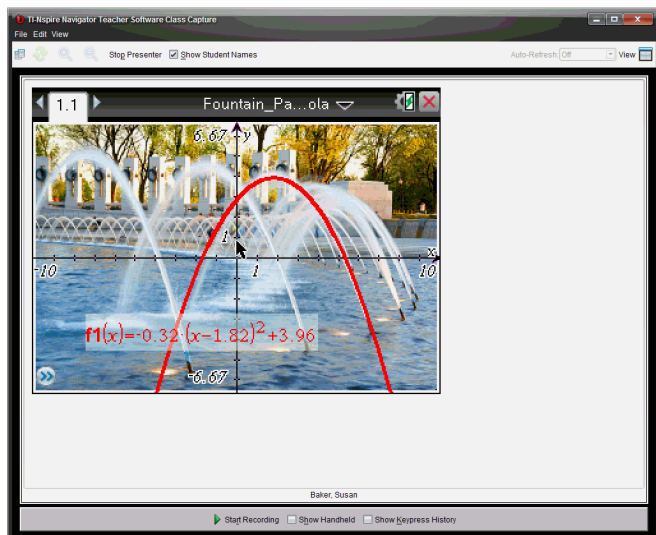 TI-Nspire Navigator Teacher Software Class Capture
File Edit View
Stop Presenter Show Student Names Auto-Refresh: Off View
1.1 Fountain_Pa...ola
6.67 y
1
x
-10 1 10
f1(x)=-0.32·(x-1.82)²+3.96
-6.67
Baker, Susan
Start Recording Show Handheld Show Keypress History